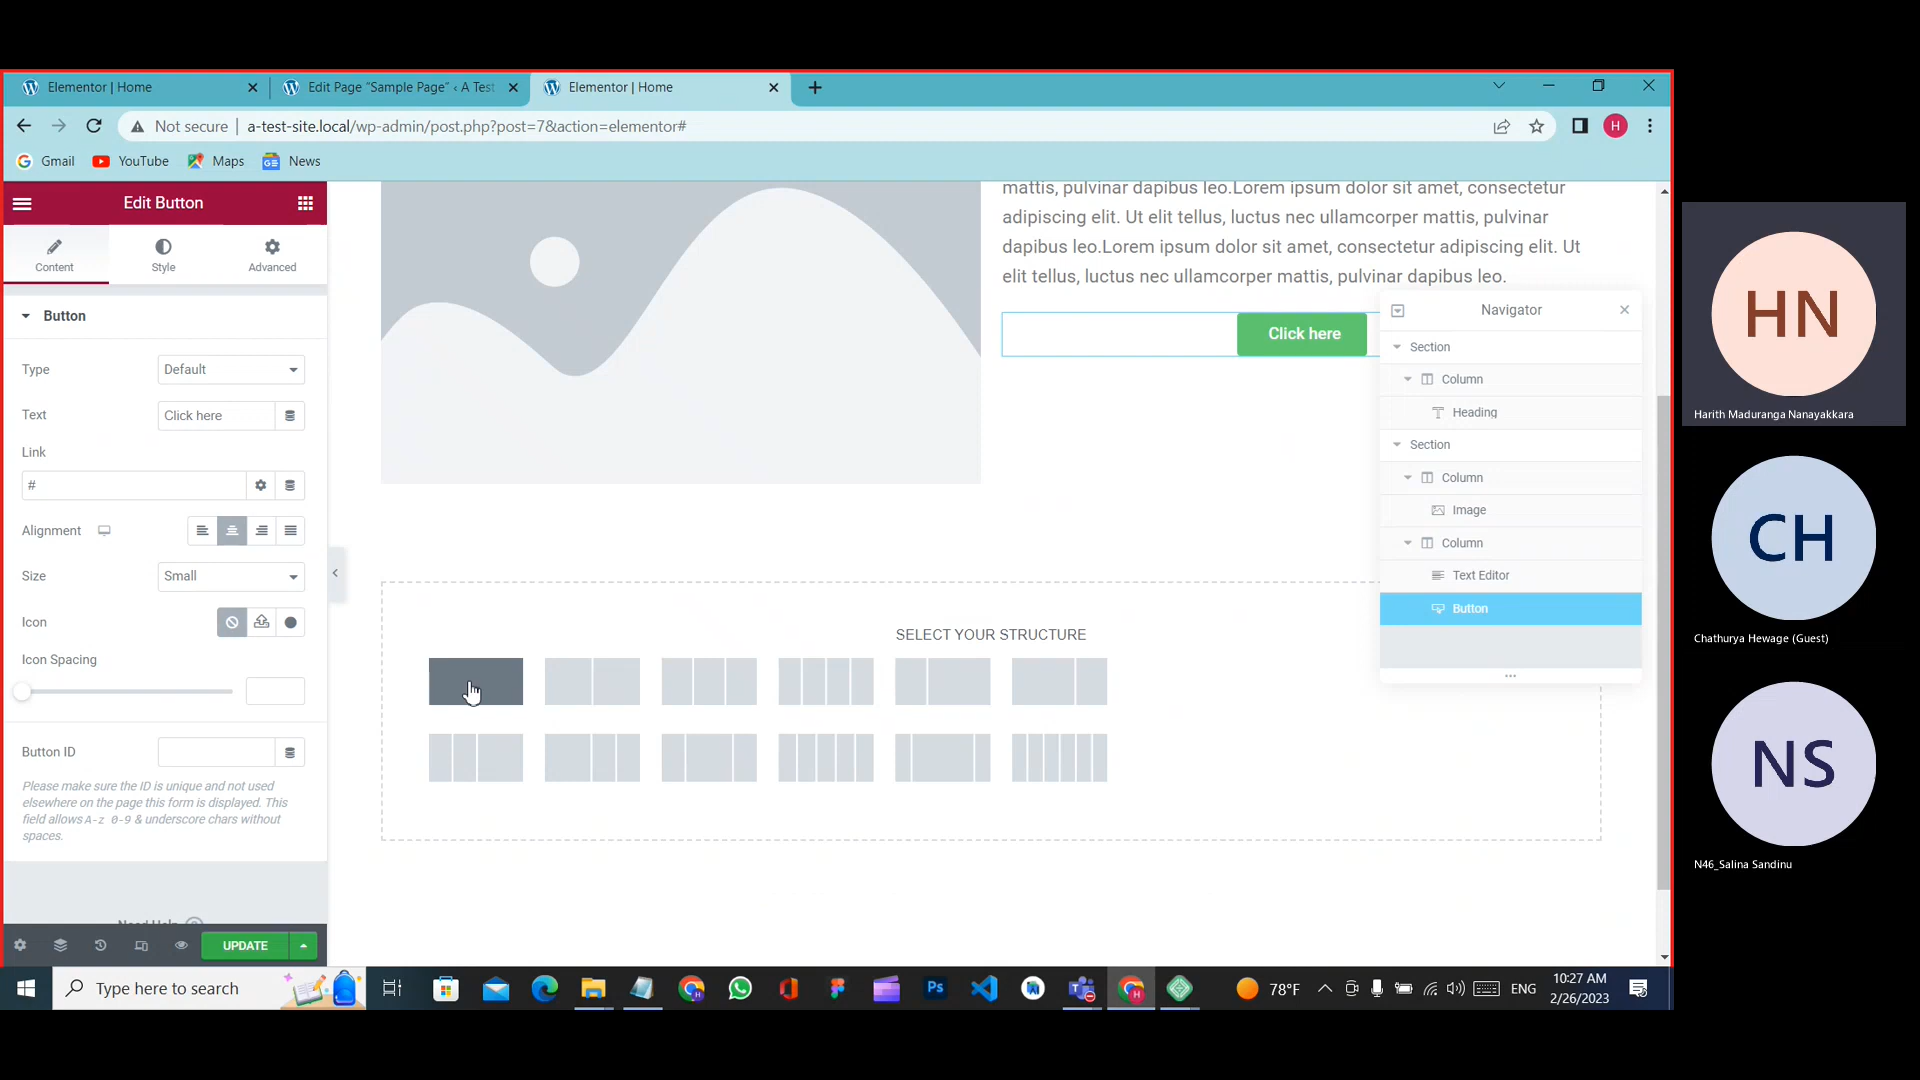 Elementor | Home
Edit Page "Sample Page" ‹ A Test
Elementor | Home
Not secure | a-test-site.local/wp-admin/post.php?post=7&action=elementor#
H
Gmail
YouTube
Maps
News
Edit Button
Content
Style
Advanced
Button
Type
Default
Text
Click here
Link
#
Alignment
Size
Small
Icon
Icon Spacing
Button ID
Please make sure the ID is unique and not used
elsewhere on the page this form is displayed. This
field allows A-z 0-9 & underscore chars without
spaces.
Need Help
UPDATE
mattis, pulvinar dapibus leo.Lorem ipsum dolor sit amet, consectetur
adipiscing elit. Ut elit tellus, luctus nec ullamcorper mattis, pulvinar
dapibus leo.Lorem ipsum dolor sit amet, consectetur adipiscing elit. Ut
elit tellus, luctus nec ullamcorper mattis, pulvinar dapibus leo.
Click here
SELECT YOUR STRUCTURE
Navigator
Section
Column
Heading
Section
Column
Image
Column
Text Editor
Button
HN
Harith Maduranga Nanayakkara
CH
Chathurya Hewage (Guest)
NS
N46_Salina Sandinu
Type here to search
Ps
78°F
ENG
10:27 AM
2/26/2023